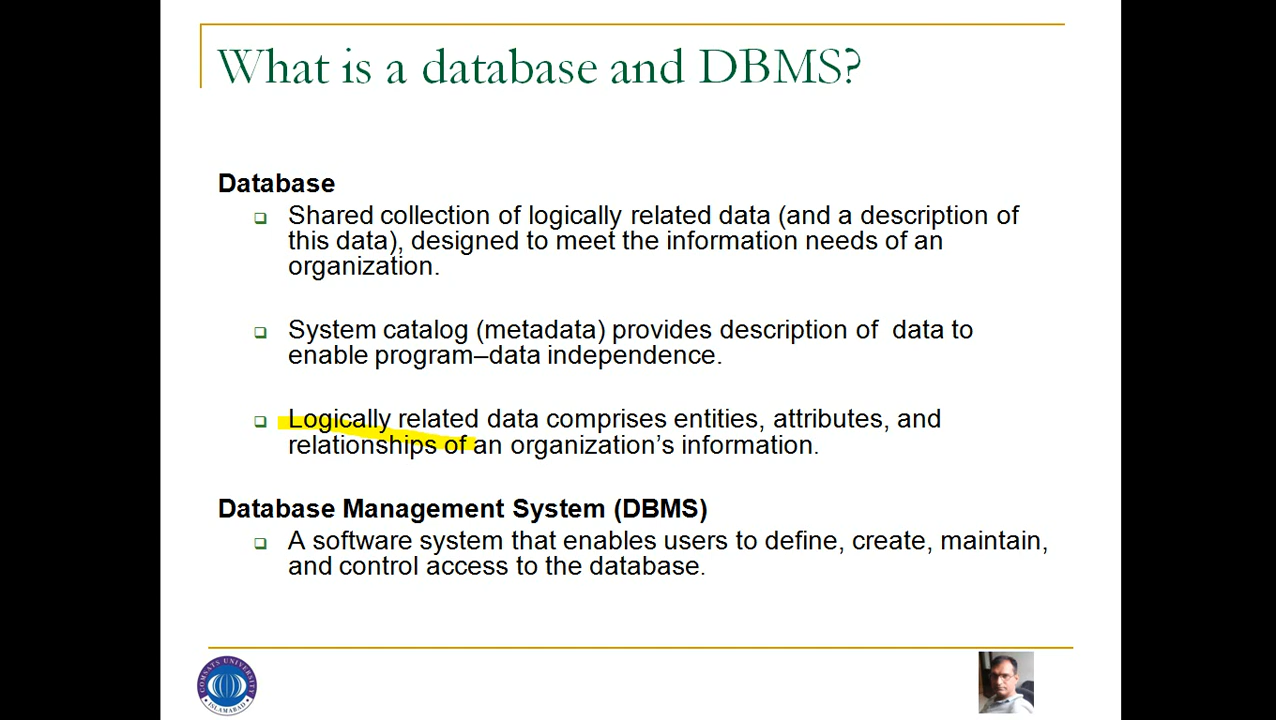 What is a database and DBMS?
Database
Shared collection of logically related data (and a description of
this data), designed to meet the information needs of an
organization.
System catalog (metadata) provides description of  data to
enable program–data independence.
Logically related data comprises entities, attributes, and
relationships of an organization’s information.
Database Management System (DBMS)
A software system that enables users to define, create, maintain,
and control access to the database.
COMSATS UNIVERSITY
ISLAMABAD